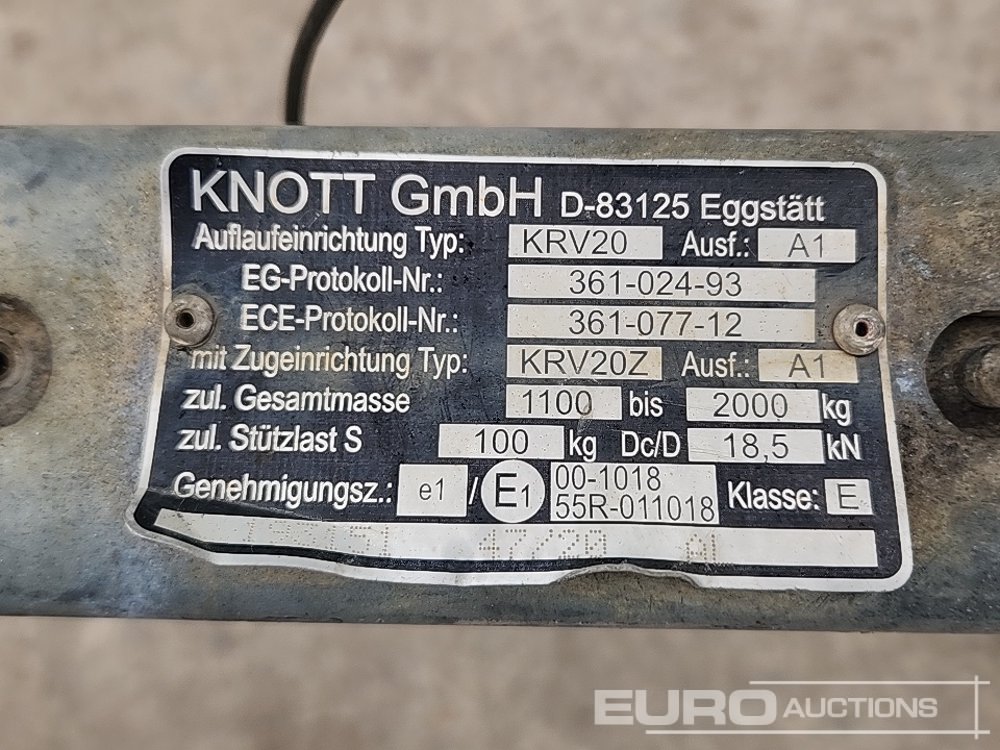 KNOTT GmbH D-83125 Eggstätt
Auflaufeinrichtung Typ: KRV20 Ausf.: A1
EG-Protokoll-Nr.: 361-024-93
ECE-Protokoll-Nr.: 361-077-12
mit Zugeinrichtung Typ: KRV20Z Ausf.: A1
zul. Gesamtmasse 1100 bis 2000 kg
zul. Stützlast S 100 kg Dc/D 18,5 kN
Genehmigungsz.: e1 / E1 00-1018 Klasse: E
55R-011018
EURO AUCTIONS